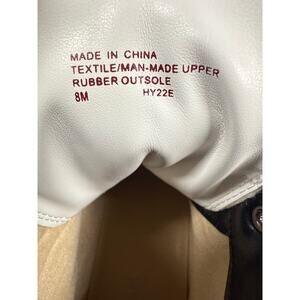 MADE IN CHINA
TEXTILE/MAN-MADE UPPER
RUBBER OUTSOLE
8M HY22E